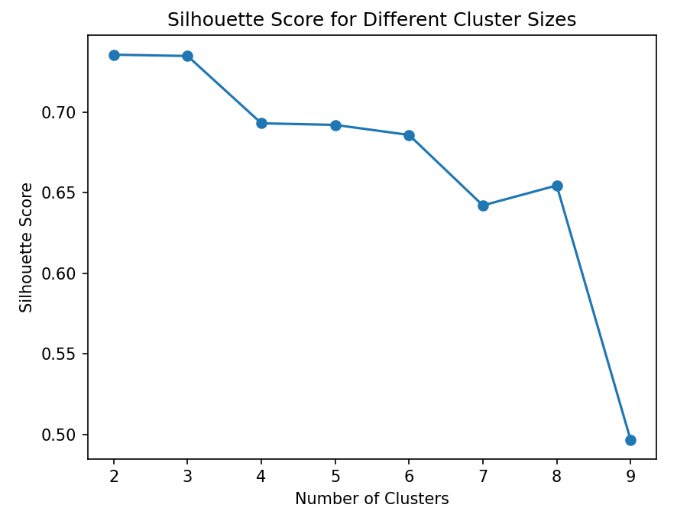 Silhouette Score for Different Cluster Sizes
Silhouette Score
0.70
0.65
0.60
0.55
0.50
2 3 4 5 6 7 8 9
Number of Clusters